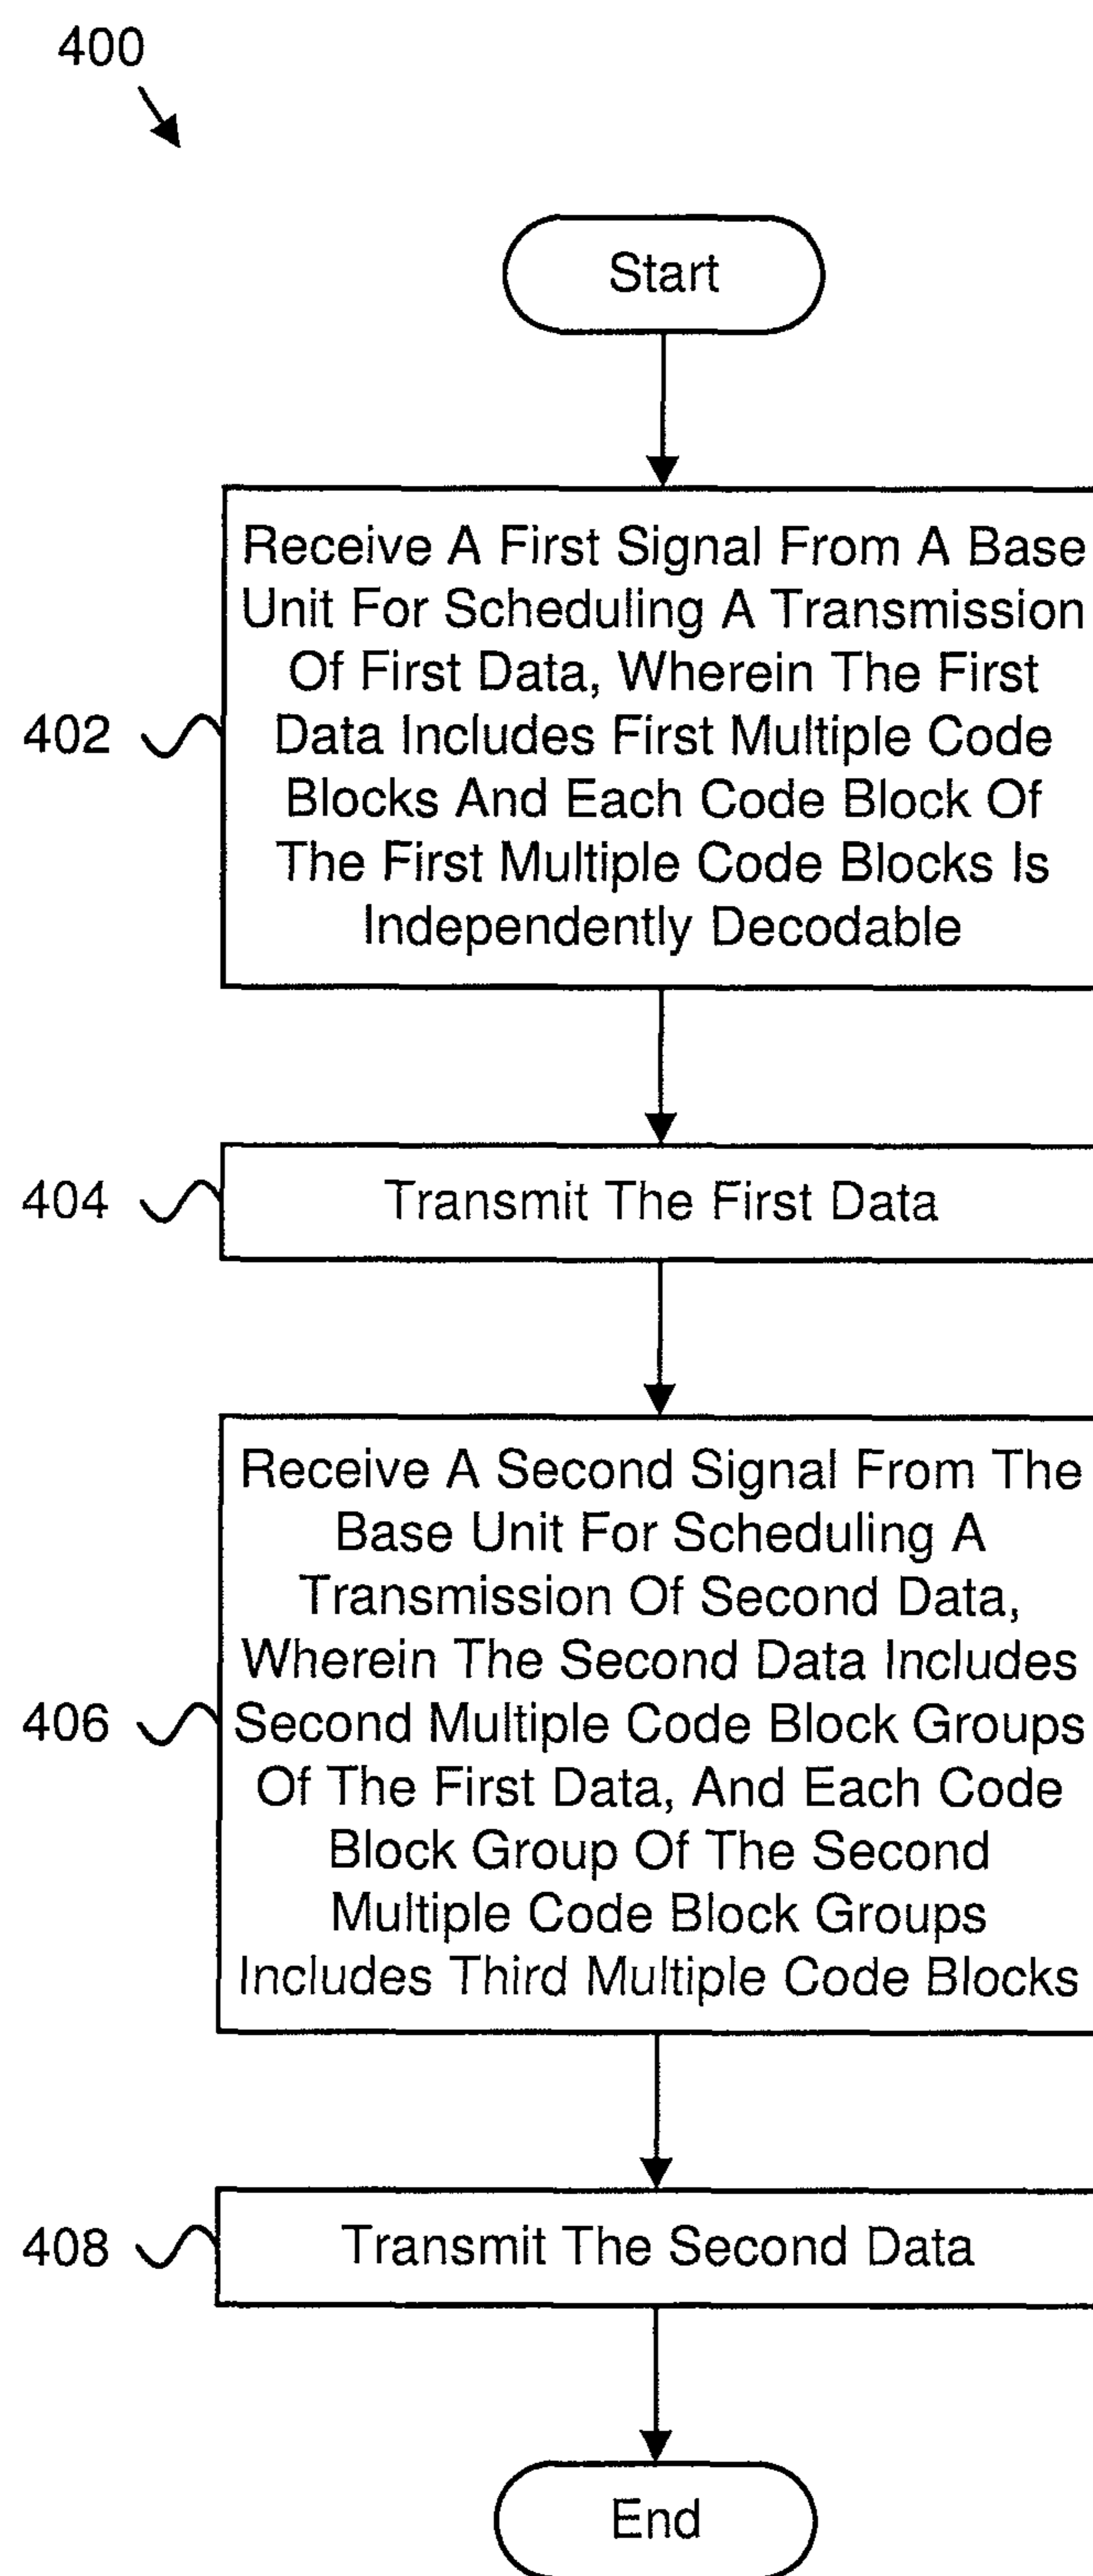 400
Start
402
Receive A First Signal From A Base
Unit For Scheduling A Transmission
Of First Data, Wherein The First
Data Includes First Multiple Code
Blocks And Each Code Block Of
The First Multiple Code Blocks Is
Independently Decodable
404
Transmit The First Data
406
Receive A Second Signal From The
Base Unit For Scheduling A
Transmission Of Second Data,
Wherein The Second Data Includes
Second Multiple Code Block Groups
Of The First Data, And Each Code
Block Group Of The Second
Multiple Code Block Groups
Includes Third Multiple Code Blocks
408
Transmit The Second Data
End